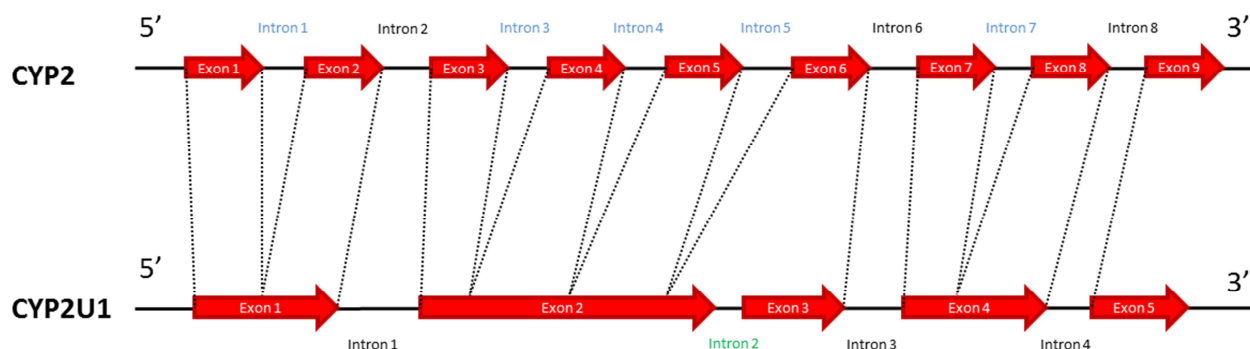 5’ Intron 1 Intron 2 Intron 3 Intron 4 Intron 5 Intron 6 Intron 7 Intron 8 3’
CYP2 Exon 1 Exon 2 Exon 3 Exon 4 Exon 5 Exon 6 Exon 7 Exon 8 Exon 9
5’ 3’
CYP2U1 Exon 1 Exon 2 Exon 3 Exon 4 Exon 5
Intron 1 Intron 2 Intron 3 Intron 4